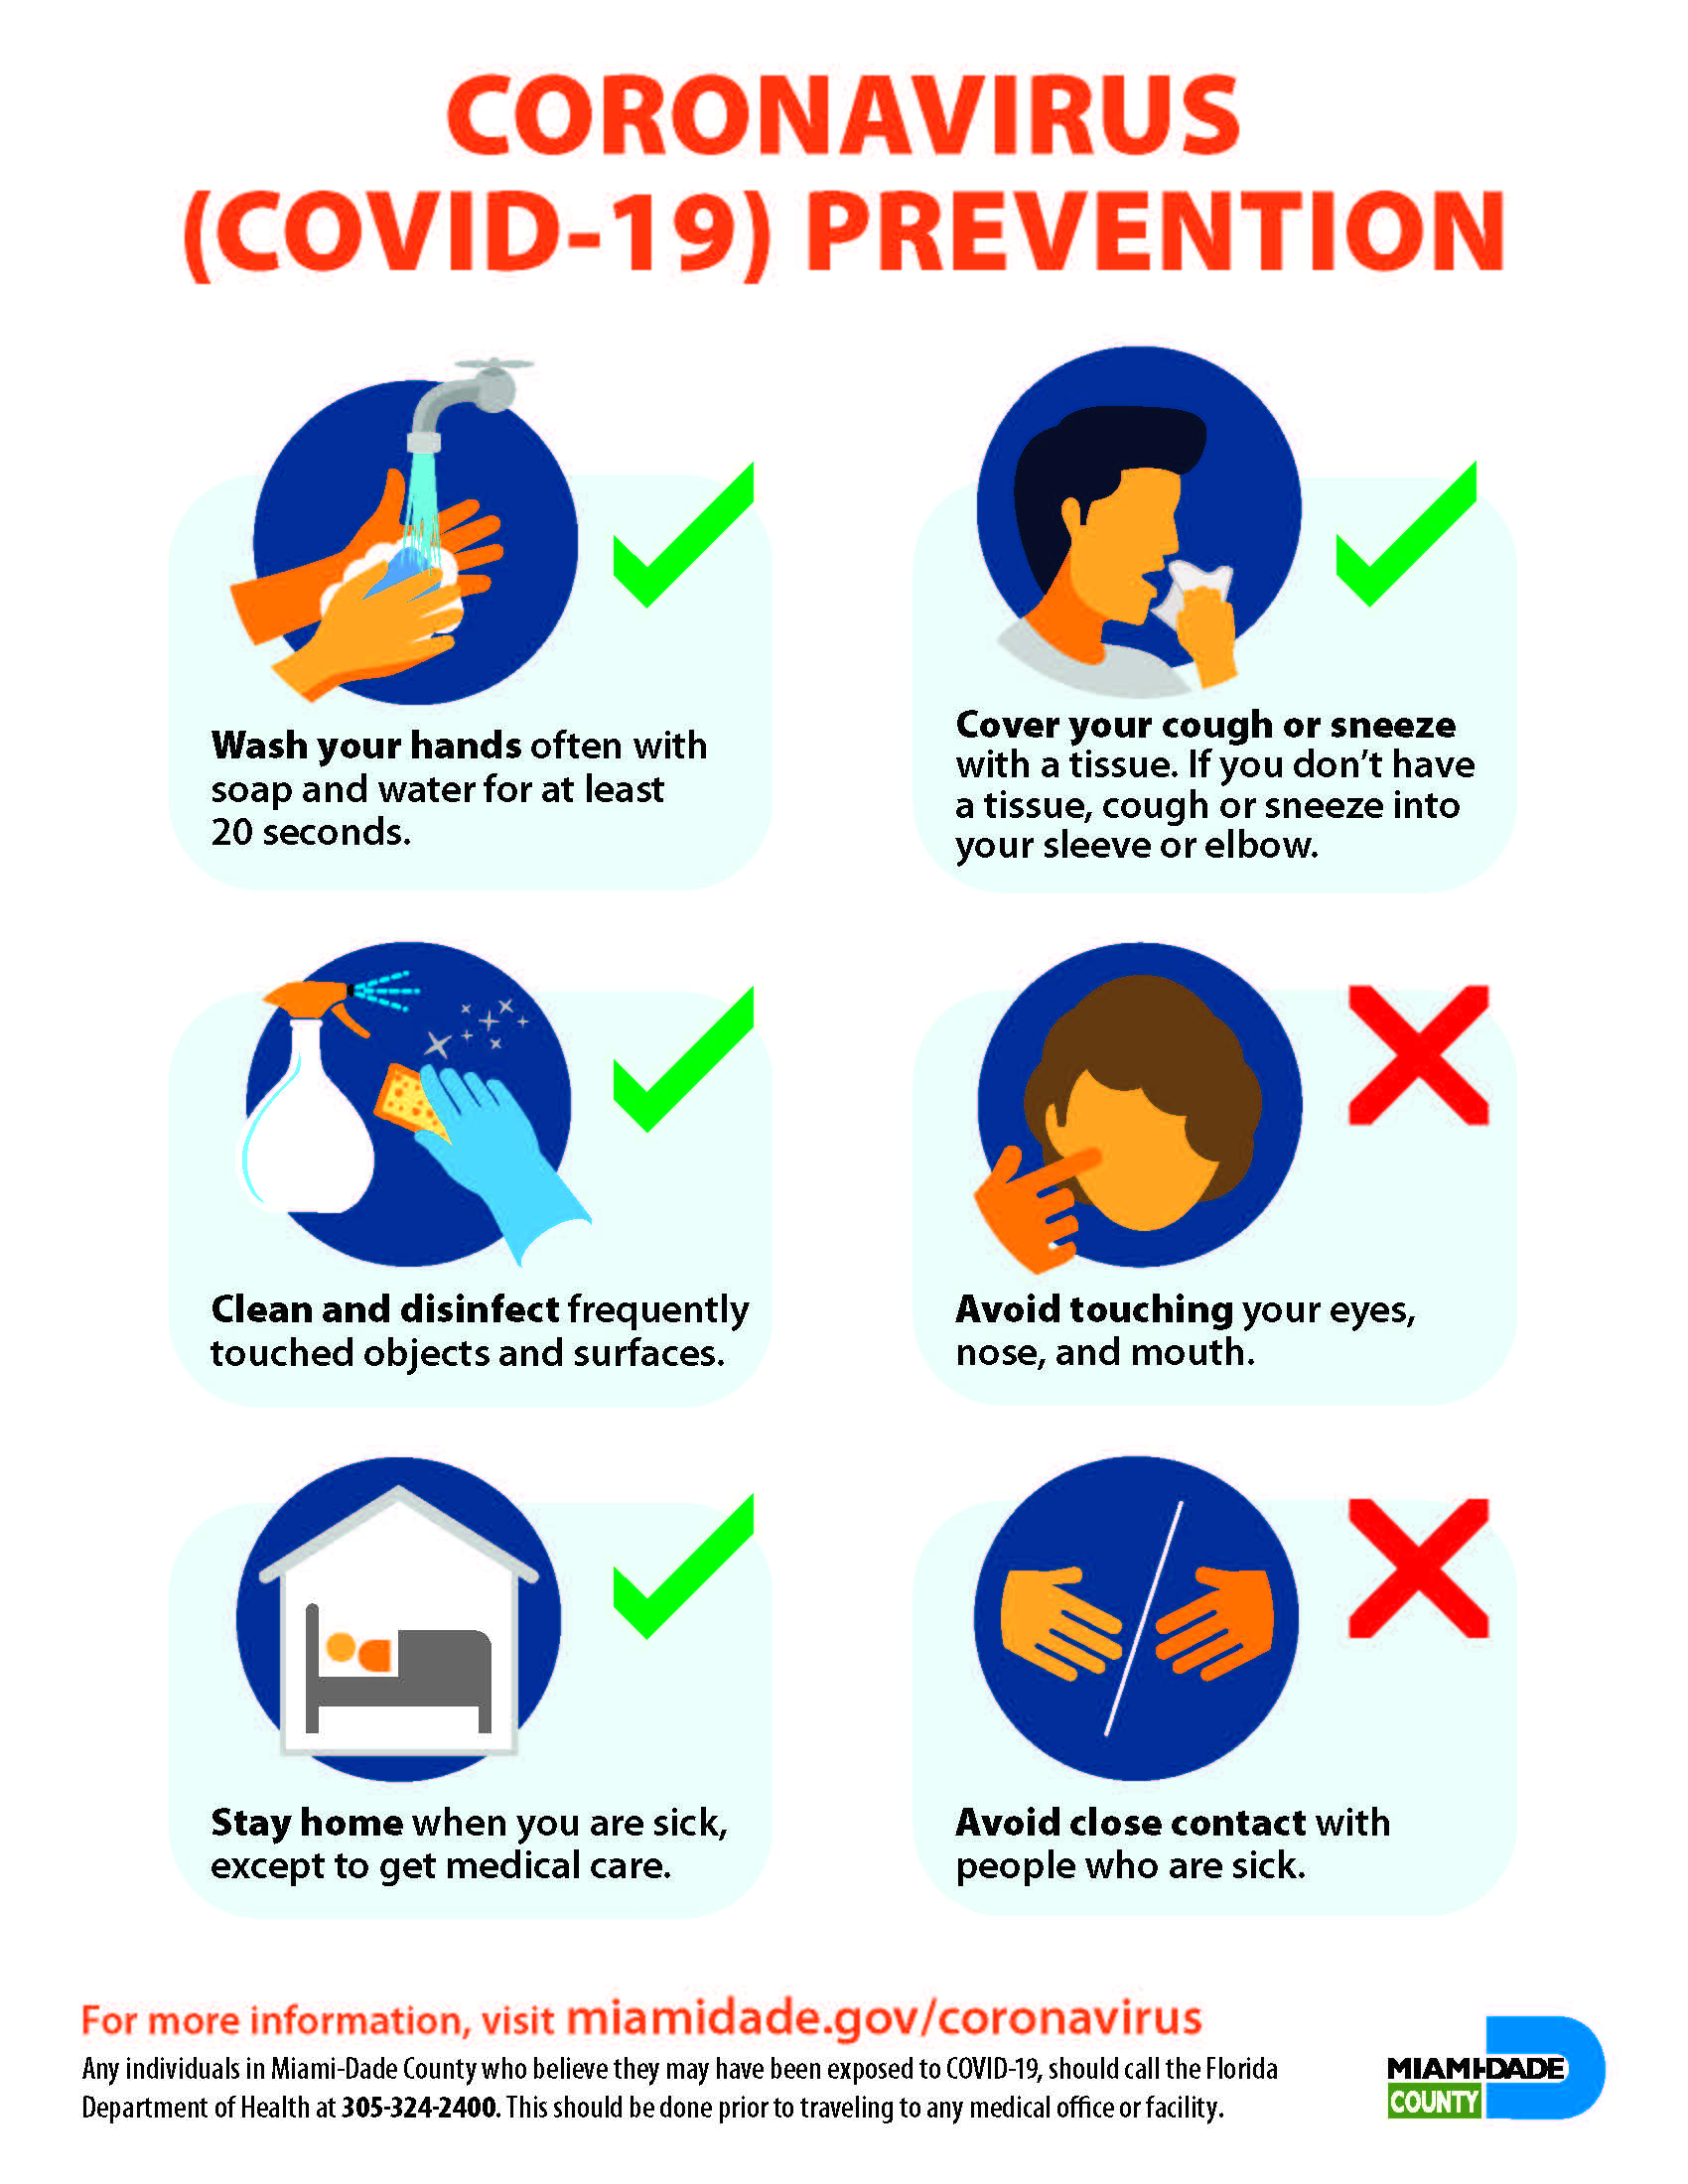 CORONAVIRUS
(COVID-19) PREVENTION
Wash your hands often with
soap and water for at least
20 seconds.
Cover your cough or sneeze
with a tissue. If you don’t have
a tissue, cough or sneeze into
your sleeve or elbow.
Clean and disinfect frequently
touched objects and surfaces.
Avoid touching your eyes,
nose, and mouth.
Stay home when you are sick,
except to get medical care.
Avoid close contact with
people who are sick.
For more information, visit miamidade.gov/coronavirus
Any individuals in Miami-Dade County who believe they may have been exposed to COVID-19, should call the Florida
Department of Health at 305-324-2400. This should be done prior to traveling to any medical office or facility.
MIAMI-DADE
COUNTY